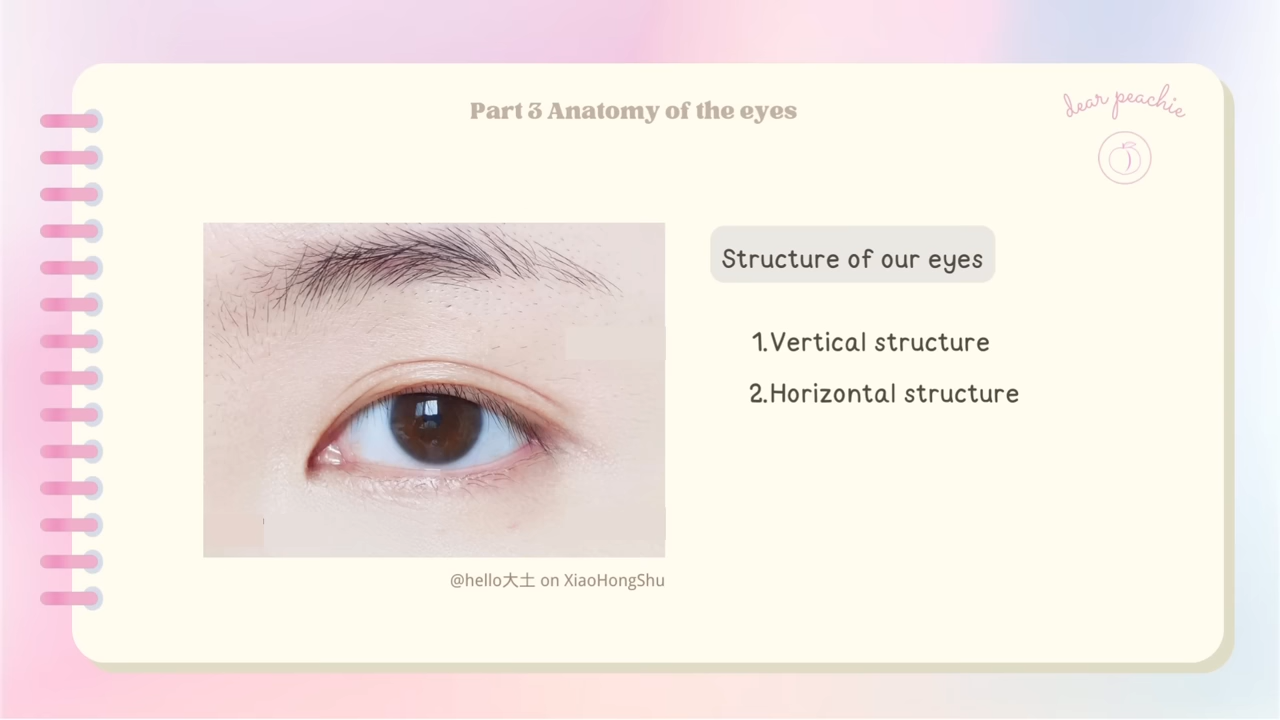 Part 3 Anatomy of the eyes
dear peachie
Structure of our eyes
1.Vertical structure
2.Horizontal structure
@hello大土 on XiaoHongShu